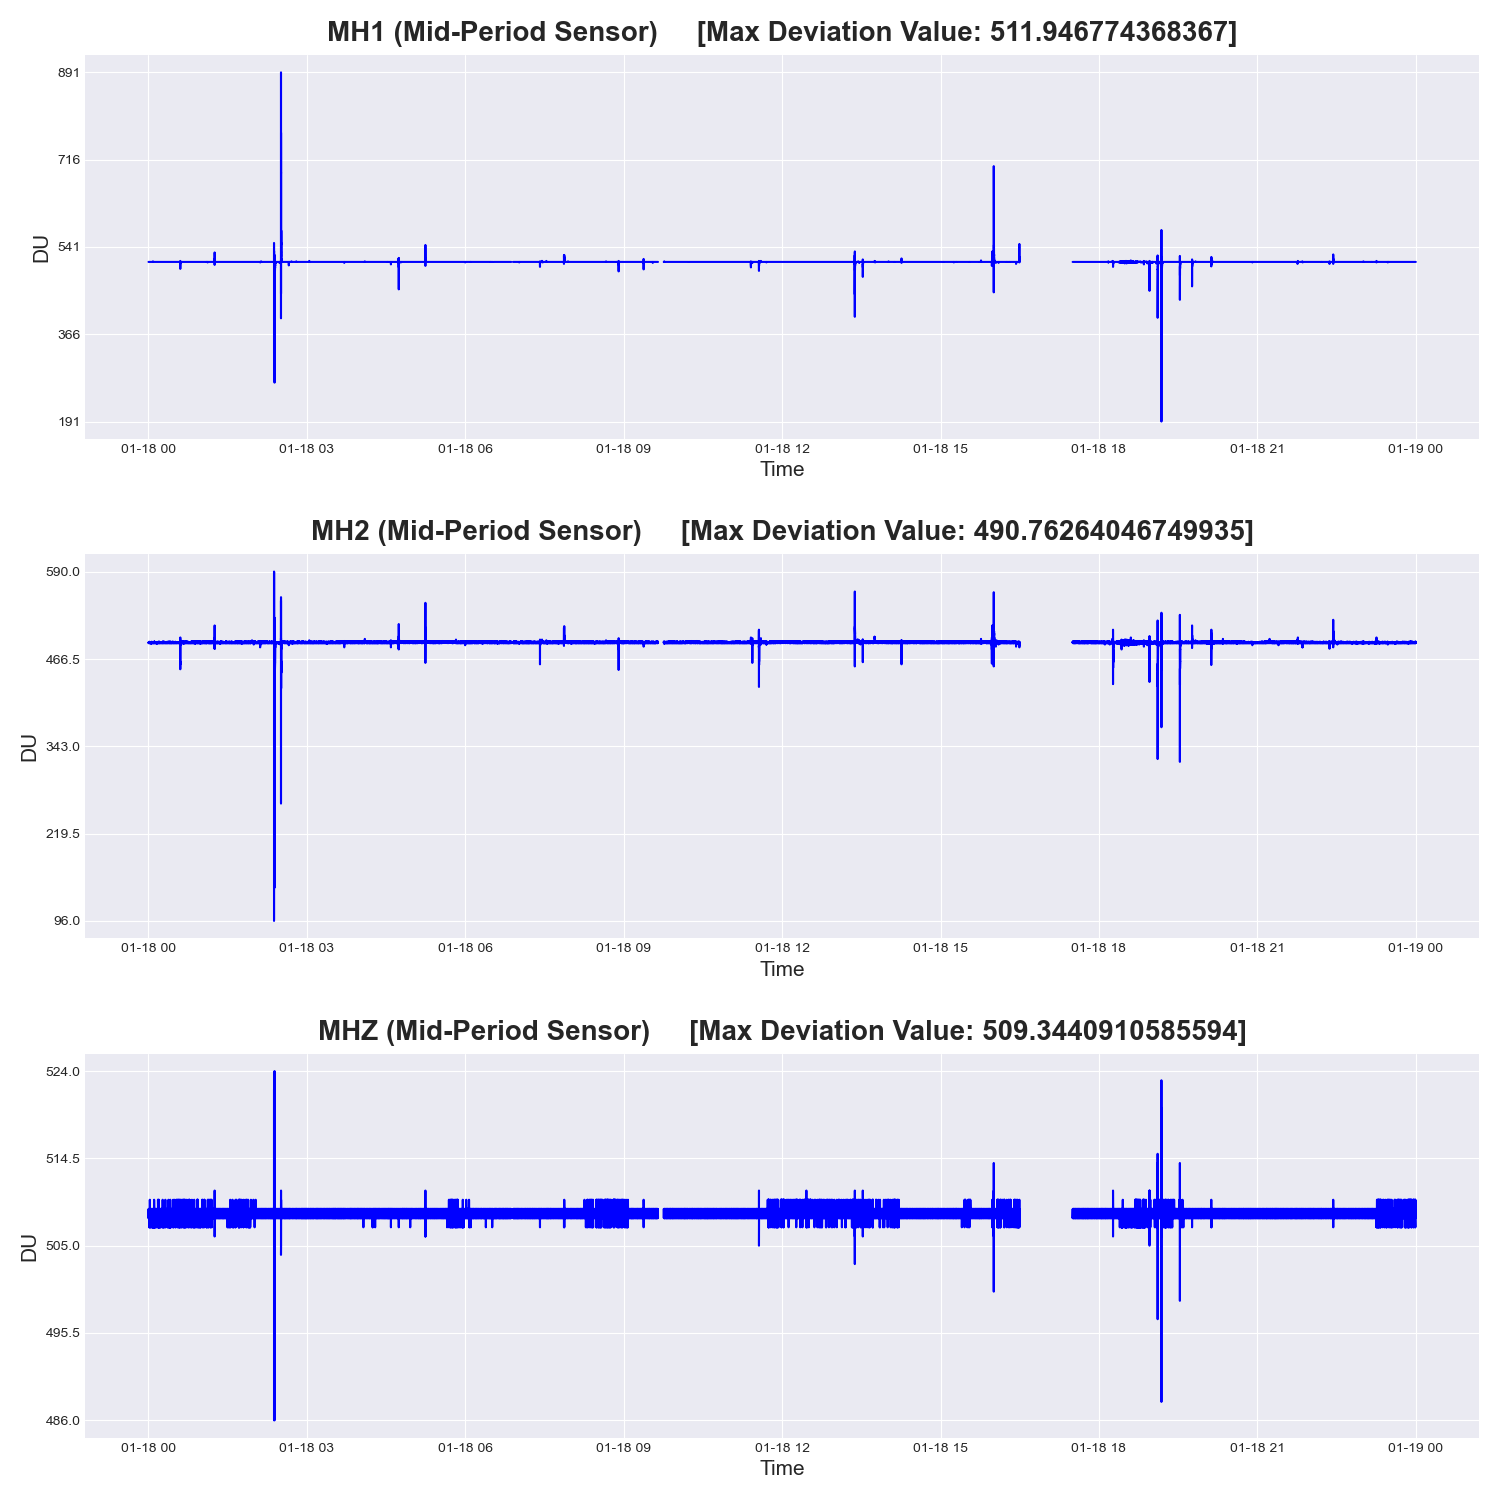 MH1 (Mid-Period Sensor) [Max Deviation Value: 511.946774368367]
891
716
541
366
191
DU
01-18 00 01-18 03 01-18 06 01-18 09 01-18 12 01-18 15 01-18 18 01-18 21 01-19 00
Time
MH2 (Mid-Period Sensor) [Max Deviation Value: 490.76264046749935]
590.0
466.5
343.0
219.5
96.0
DU
01-18 00 01-18 03 01-18 06 01-18 09 01-18 12 01-18 15 01-18 18 01-18 21 01-19 00
Time
MHZ (Mid-Period Sensor) [Max Deviation Value: 509.3440910585594]
524.0
514.5
505.0
495.5
486.0
DU
01-18 00 01-18 03 01-18 06 01-18 09 01-18 12 01-18 15 01-18 18 01-18 21 01-19 00
Time